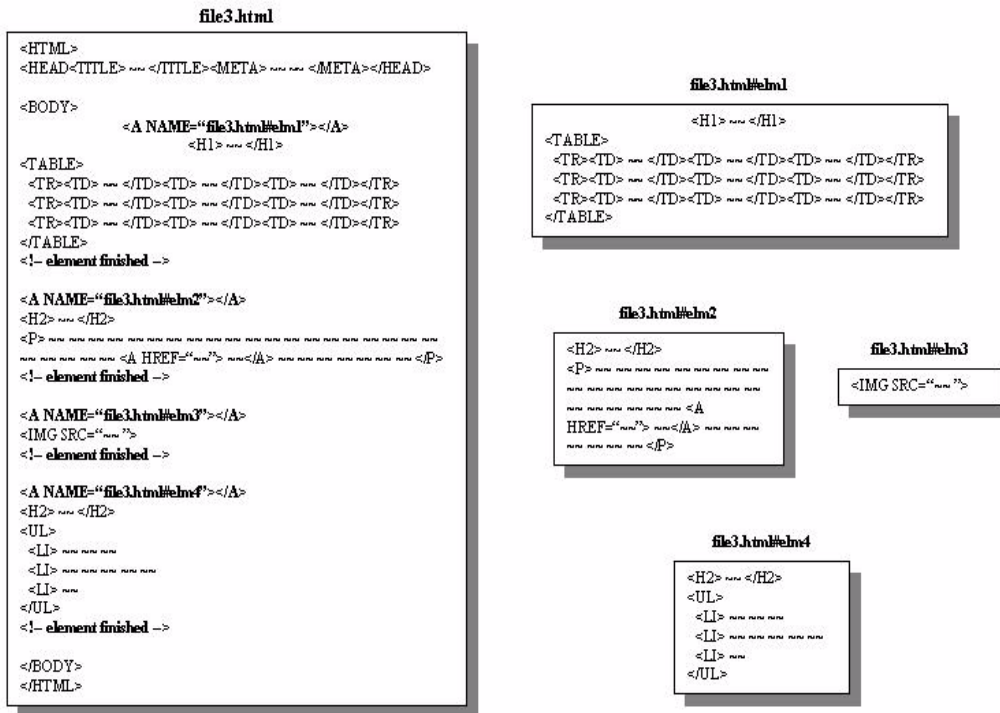 file3.html
<HTML>
<HEAD<TITLE> ~~ </TITLE><META> ~~ ~~ </META></HEAD>
<BODY>
<A NAME="file3.html#elm1"></A>
<H1> ~~ </H1>
<TABLE>
<TR><TD> ~~ </TD><TD> ~~ </TD><TD> ~~ </TD></TR>
<TR><TD> ~~ </TD><TD> ~~ </TD><TD> ~~ </TD></TR>
<TR><TD> ~~ </TD><TD> ~~ </TD><TD> ~~ </TD></TR>
</TABLE>
<!-- element finished -->
<A NAME="file3.html#elm2"></A>
<H2> ~~ </H2>
<P> ~~ ~~ ~~ ~~ ~~ ~~ ~~ ~~ ~~ ~~ ~~ ~~ ~~ ~~ ~~ ~~ ~~ ~~ ~~ ~~
~~ ~~ ~~ ~~ ~~ <A HREF="~~"> ~~</A> ~~ ~~ ~~ ~~ ~~ ~~ ~~</P>
<!-- element finished -->
<A NAME="file3.html#elm3"></A>
<IMG SRC="~~ ">
<!-- element finished -->
<A NAME="file3.html#elm4"></A>
<H2> ~~ </H2>
<UL>
<LI> ~~ ~~ ~~ ~~
<LI> ~~ ~~ ~~ ~~ ~~ ~~ ~~
<LI> ~~
</UL>
<!-- element finished -->
</BODY>
</HTML>
file3.html#elm1
<H1> ~~ </H1>
<TABLE>
<TR><TD> ~~ </TD><TD> ~~ </TD><TD> ~~ </TD></TR>
<TR><TD> ~~ </TD><TD> ~~ </TD><TD> ~~ </TD></TR>
<TR><TD> ~~ </TD><TD> ~~ </TD><TD> ~~ </TD></TR>
</TABLE>
file3.html#elm2
<H2> ~~ </H2>
<P> ~~ ~~ ~~ ~~ ~~ ~~ ~~ ~~ ~~ ~~
~~ ~~ ~~ ~~ ~~ ~~ ~~ ~~ ~~ ~~ ~~
~~ ~~ ~~ ~~ ~~ ~~ ~~ <A
HREF="~~"> ~~</A> ~~ ~~ ~~ ~~
~~ ~~ ~~ ~~ ~~</P>
file3.html#elm3
<IMG SRC="~~ ">
file3.html#elm4
<H2> ~~ </H2>
<UL>
<LI> ~~ ~~ ~~ ~~
<LI> ~~ ~~ ~~ ~~ ~~ ~~ ~~
<LI> ~~
</UL>